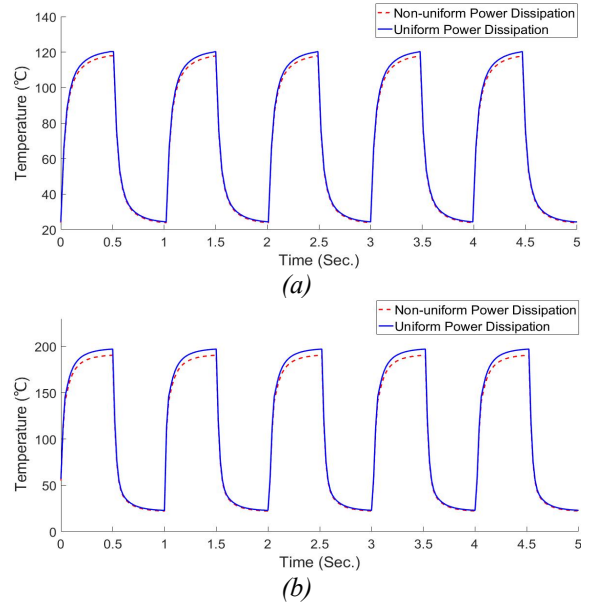 Non-uniform Power Dissipation
Uniform Power Dissipation
140
120
100
80
60
40
20
Temperature (℃)
0 0.5 1 1.5 2 2.5 3 3.5 4 4.5 5
Time (Sec.)
(a)
Non-uniform Power Dissipation
Uniform Power Dissipation
200
150
100
50
0
Temperature (℃)
0 0.5 1 1.5 2 2.5 3 3.5 4 4.5 5
Time (Sec.)
(b)